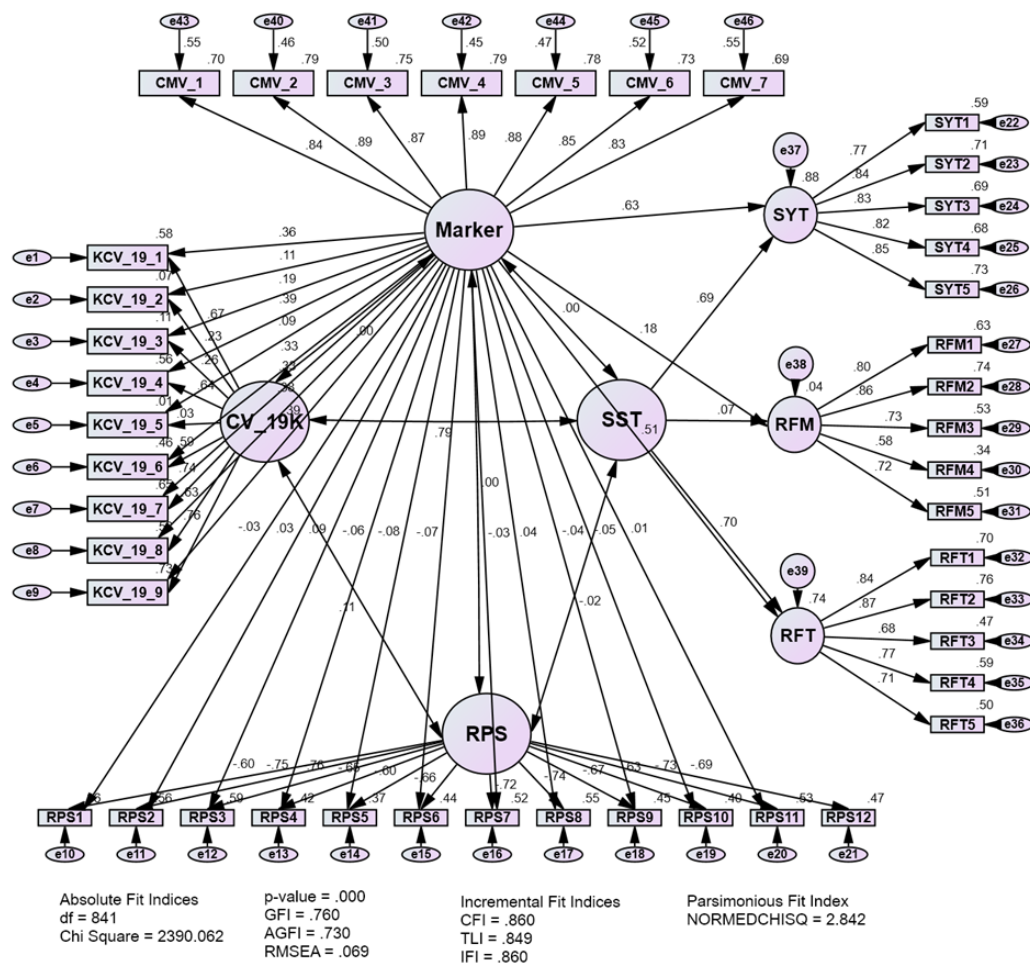 e43 e40 e41 e42 e44 e45 e46
.55 .46 .50 .45 .47 .52 .55
.70 .79 .75 .79 .78 .73 .69
CMV_1 CMV_2 CMV_3 CMV_4 CMV_5 CMV_6 CMV_7
.84 .89 .87 .89 .88 .85 .83
.59
SYT1 e22
.71
SYT2 e23
.69
SYT3 e24
.68
SYT4 e25
.73
SYT5 e26
.77
.84
.83
.82
.85
e37
.88
SYT
Marker
.63
.58 .36
e1 KCV_19_1
.07 .11
e2 KCV_19_2
.19
.11 .67 .39
e3 KCV_19_3
.23 .09
.56 .26 .33
e4 KCV_19_4
.64
.01
e5 KCV_19_5
.03
.46 .59
e6 KCV_19_6
.74
e7 KCV_19_7
.63
.76
e8 KCV_19_8
.73
e9 KCV_19_9
.00
.00
.69
.18
CV_19K
.79
SST
.07
.51
.63
RFM1 e27
.74
RFM2 e28
.53
RFM3 e29
.34
RFM4 e30
.51
RFM5 e31
.80
.86
.73
.58
.72
e38
.04
RFM
.00
.70
.70
RFT1 e32
.76
RFT2 e33
.47
RFT3 e34
.59
RFT4 e35
.50
RFT5 e36
.84
.87
.68
.77
.71
e39
.74
RFT
-.03 .03 .09 -.06 -.08 -.07 -.03 .04 -.04 -.05 .01
.11
-.02
RPS
-.60 -.75 -.60 -.66 -.72 -.74 -.67 -.73 -.69
.56 .59 .42 .37 .44 .52 .55 .45 .40 .53 .47
RPS1 RPS2 RPS3 RPS4 RPS5 RPS6 RPS7 RPS8 RPS9 RPS10 RPS11 RPS12
e10 e11 e12 e13 e14 e15 e16 e17 e18 e19 e20 e21
Absolute Fit Indices
df = 841
Chi Square = 2390.062
p-value = .000
GFI = .760
AGFI = .730
RMSEA = .069
Incremental Fit Indices
CFI = .860
TLI = .849
IFI = .860
Parsimonious Fit Index
NORMEDCHISQ = 2.842